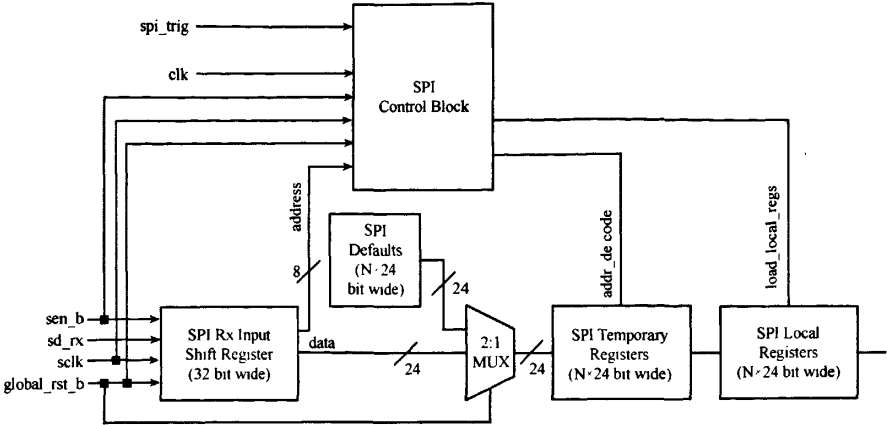 spi_trig
clk
SPI
Control Block
address
8
SPI
Defaults
(N·24
bit wide)
24
addr_de code
load_local_regs
sen_b
sd_rx
sclk
global_rst_b
SPI Rx Input
Shift Register
(32 bit wide)
data
24
2:1
MUX
24
SPI Temporary
Registers
(N×24 bit wide)
SPI Local
Registers
(N×24 bit wide)